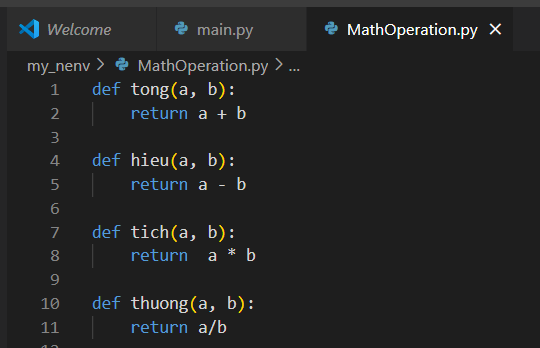 Welcome main.py MathOperation.py
my_nenv > MathOperation.py > ...
1 def tong(a, b):
2     return a + b
3
4 def hieu(a, b):
5     return a - b
6
7 def tich(a, b):
8     return  a * b
9
10 def thuong(a, b):
11     return a/b